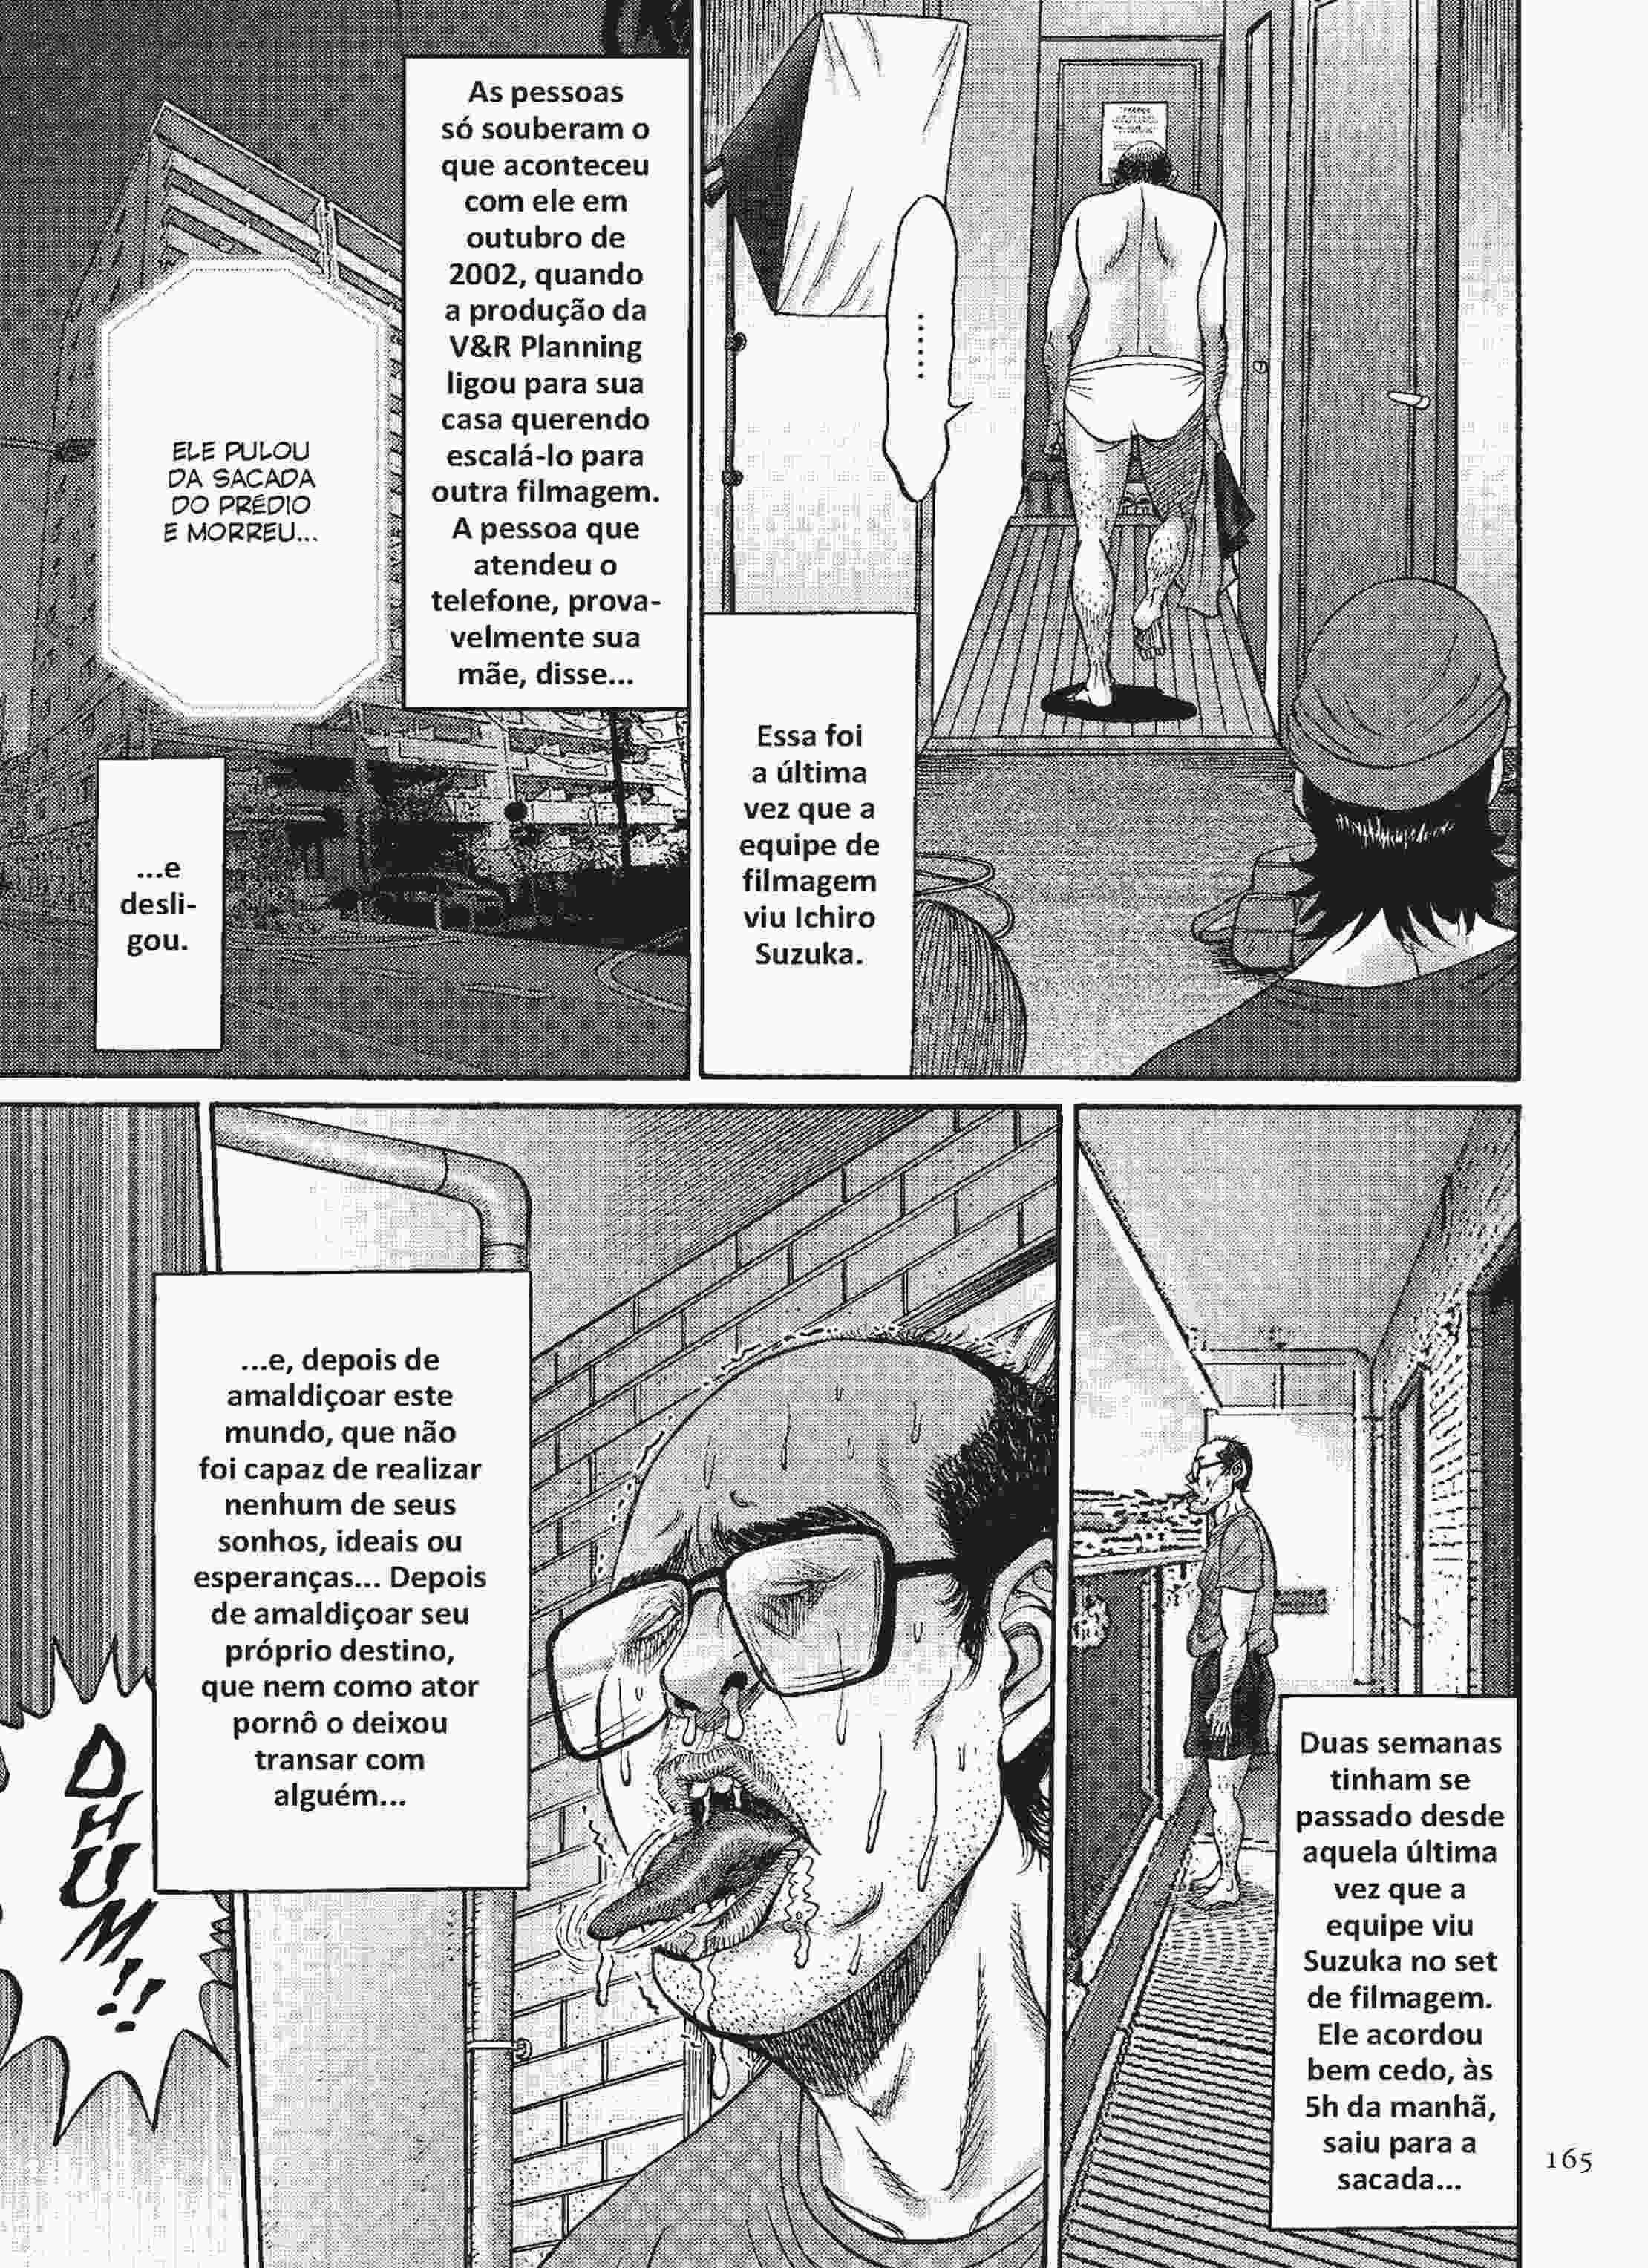 ......
Essa foi
a última
vez que a
equipe de
filmagem
viu Ichiro
Suzuka.
As pessoas
só souberam o
que aconteceu
com ele em
outubro de
2002, quando
a produção da
V&R Planning
ligou para sua
casa querendo
escalá-lo para
outra filmagem.
A pessoa que
atendeu o
telefone, prova-
velmente sua
mãe, disse...
ELE PULOU
DA SACADA
DO PRÉDIO
E MORREU...
...e
desli-
gou.
Duas semanas
tinham se
passado desde
aquela última
vez que a
equipe viu
Suzuka no set
de filmagem.
Ele acordou
bem cedo, às
5h da manhã,
saiu para a
sacada...
...e, depois de
amaldiçoar este
mundo, que não
foi capaz de realizar
nenhum de seus
sonhos, ideais ou
esperanças... Depois
de amaldiçoar seu
próprio destino,
que nem como ator
pornô o deixou
transar com
alguém...
DHUM!!
165